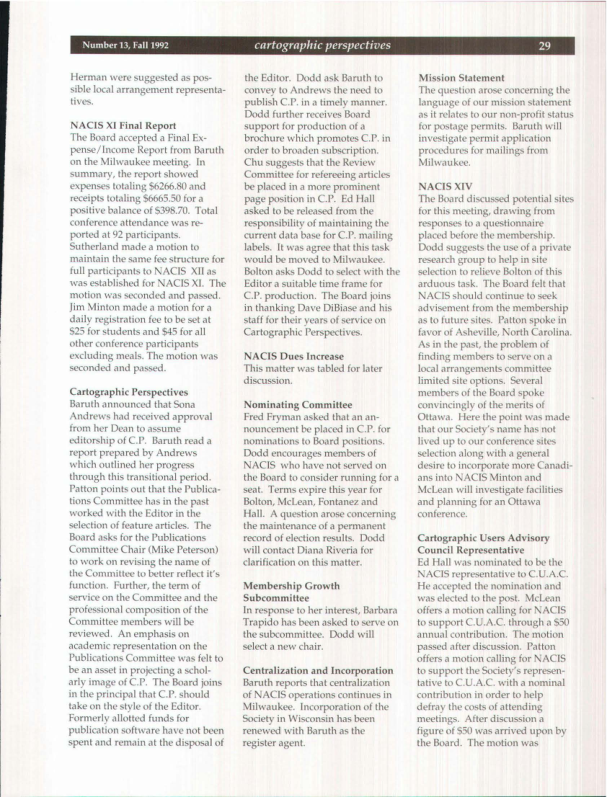 Number 13, Fall 1992
cartographic perspectives
29
Herman were suggested as pos-
sible local arrangement representa-
tives.
NACIS XI Final Report
The Board accepted a Final Ex-
pense/Income Report from Baruth
on the Milwaukee meeting. In
summary, the report showed
expenses totaling $6266.80 and
receipts totaling $6665.50 for a
positive balance of $398.70. Total
conference attendance was re-
ported at 92 participants.
Sutherland made a motion to
maintain the same fee structure for
full participants to NACIS XII as
was established for NACIS XI. The
motion was seconded and passed.
Jim Minton made a motion for a
daily registration fee to be set at
$25 for students and $45 for all
other conference participants
excluding meals. The motion was
seconded and passed.
Cartographic Perspectives
Baruth announced that Sona
Andrews had received approval
from her Dean to assume
editorship of C.P. Baruth read a
report prepared by Andrews
which outlined her progress
through this transitional period.
Patton points out that the Publica-
tions Committee has in the past
worked with the Editor in the
selection of feature articles. The
Board asks for the Publications
Committee Chair (Mike Peterson)
to work on revising the name of
the Committee to better reflect it's
function. Further, the term of
service on the Committee and the
professional composition of the
Committee members will be
reviewed. An emphasis on
academic representation on the
Publications Committee was felt to
be an asset in projecting a schol-
arly image of C.P. The Board joins
in the principal that C.P. should
take on the style of the Editor.
Formerly allotted funds for
publication software have not been
spent and remain at the disposal of
the Editor. Dodd ask Baruth to
convey to Andrews the need to
publish C.P. in a timely manner.
Dodd further receives Board
support for production of a
brochure which promotes C.P. in
order to broaden subscription.
Chu suggests that the Review
Committee for refereeing articles
be placed in a more prominent
page position in C.P. Ed Hall
asked to be released from the
responsibility of maintaining the
current data base for C.P. mailing
labels. It was agree that this task
would be moved to Milwaukee.
Bolton asks Dodd to select with the
Editor a suitable time frame for
C.P. production. The Board joins
in thanking Dave DiBiase and his
staff for their years of service on
Cartographic Perspectives.
NACIS Dues Increase
This matter was tabled for later
discussion.
Nominating Committee
Fred Fryman asked that an an-
nouncement be placed in C.P. for
nominations to Board positions.
Dodd encourages members of
NACIS who have not served on
the Board to consider running for a
seat. Terms expire this year for
Bolton, McLean, Fontanez and
Hall. A question arose concerning
the maintenance of a permanent
record of election results. Dodd
will contact Diana Riveria for
clarification on this matter.
Membership Growth
Subcommittee
In response to her interest, Barbara
Trapido has been asked to serve on
the subcommittee. Dodd will
select a new chair.
Centralization and Incorporation
Baruth reports that centralization
of NACIS operations continues in
Milwaukee. Incorporation of the
Society in Wisconsin has been
renewed with Baruth as the
register agent.
Mission Statement
The question arose concerning the
language of our mission statement
as it relates to our non-profit status
for postage permits. Baruth will
investigate permit application
procedures for mailings from
Milwaukee.
NACIS XIV
The Board discussed potential sites
for this meeting, drawing from
responses to a questionnaire
placed before the membership.
Dodd suggests the use of a private
research group to help in site
selection to relieve Bolton of this
arduous task. The Board felt that
NACIS should continue to seek
advisement from the membership
as to future sites. Patton spoke in
favor of Asheville, North Carolina.
As in the past, the problem of
finding members to serve on a
local arrangements committee
limited site options. Several
members of the Board spoke
convincingly of the merits of
Ottawa. Here the point was made
that our Society's name has not
lived up to our conference sites
selection along with a general
desire to incorporate more Canadi-
ans into NACIS Minton and
McLean will investigate facilities
and planning for an Ottawa
conference.
Cartographic Users Advisory
Council Representative
Ed Hall was nominated to be the
NACIS representative to C.U.A.C.
He accepted the nomination and
was elected to the post. McLean
offers a motion calling for NACIS
to support C.U.A.C. through a $50
annual contribution. The motion
passed after discussion. Patton
offers a motion calling for NACIS
to support the Society's represen-
tative to C.U.A.C. with a nominal
contribution in order to help
defray the costs of attending
meetings. After discussion a
figure of $50 was arrived upon by
the Board. The motion was